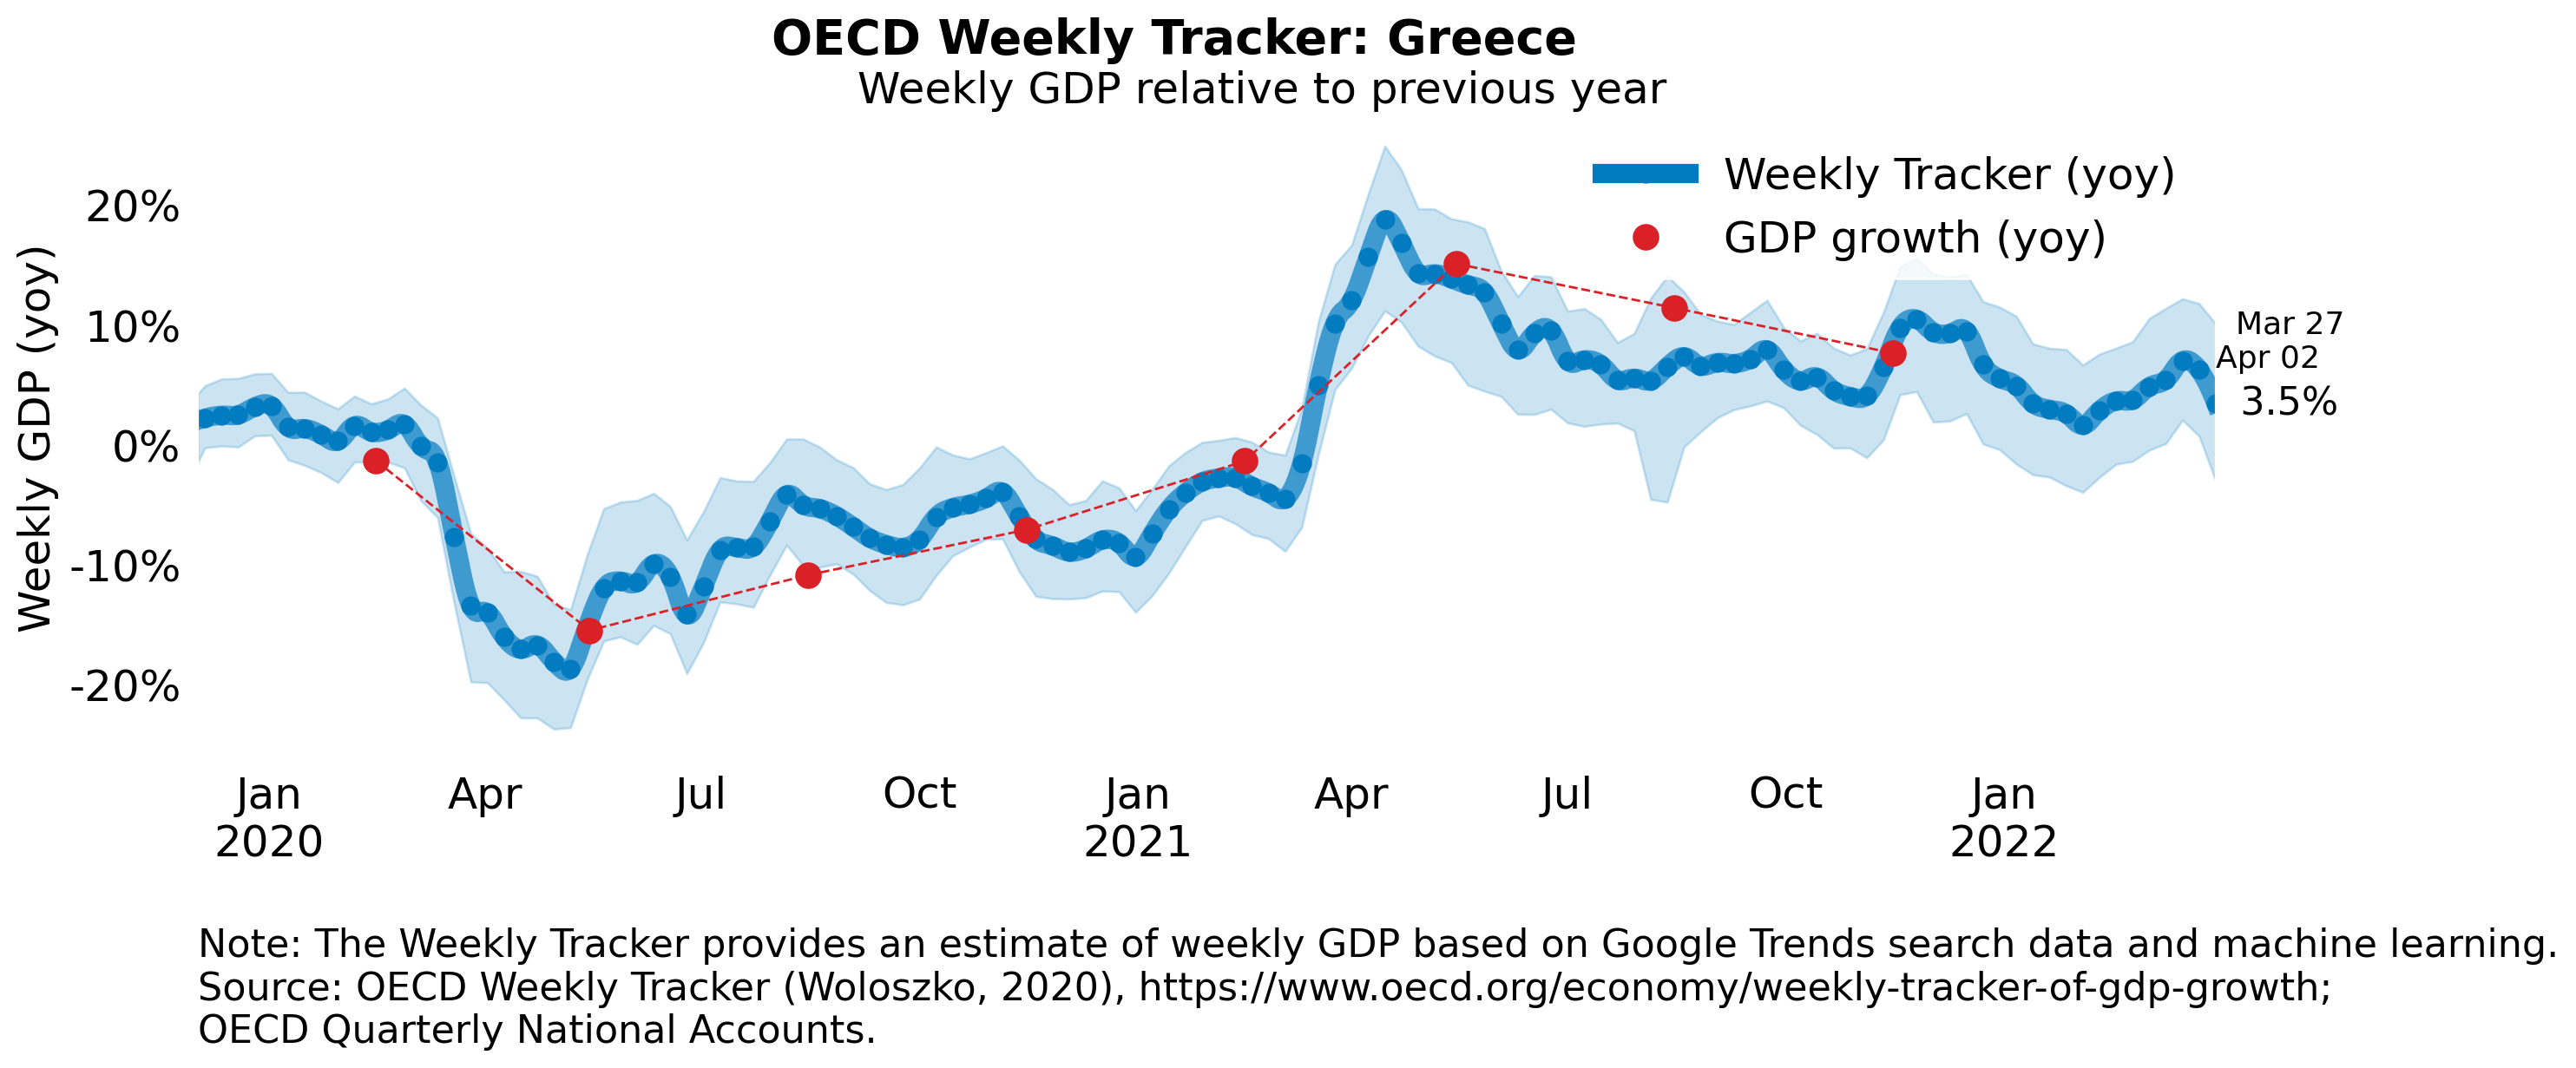 OECD Weekly Tracker: Greece
Weekly GDP relative to previous year
Weekly Tracker (yoy)
GDP growth (yoy)
Weekly GDP (yoy)
20%
10%
0%
-10%
-20%
Mar 27
Apr 02
3.5%
Jan Apr Jul Oct Jan Apr Jul Oct Jan
2020 2021 2022
Note: The Weekly Tracker provides an estimate of weekly GDP based on Google Trends search data and machine learning.
Source: OECD Weekly Tracker (Woloszko, 2020), https://www.oecd.org/economy/weekly-tracker-of-gdp-growth;
OECD Quarterly National Accounts.